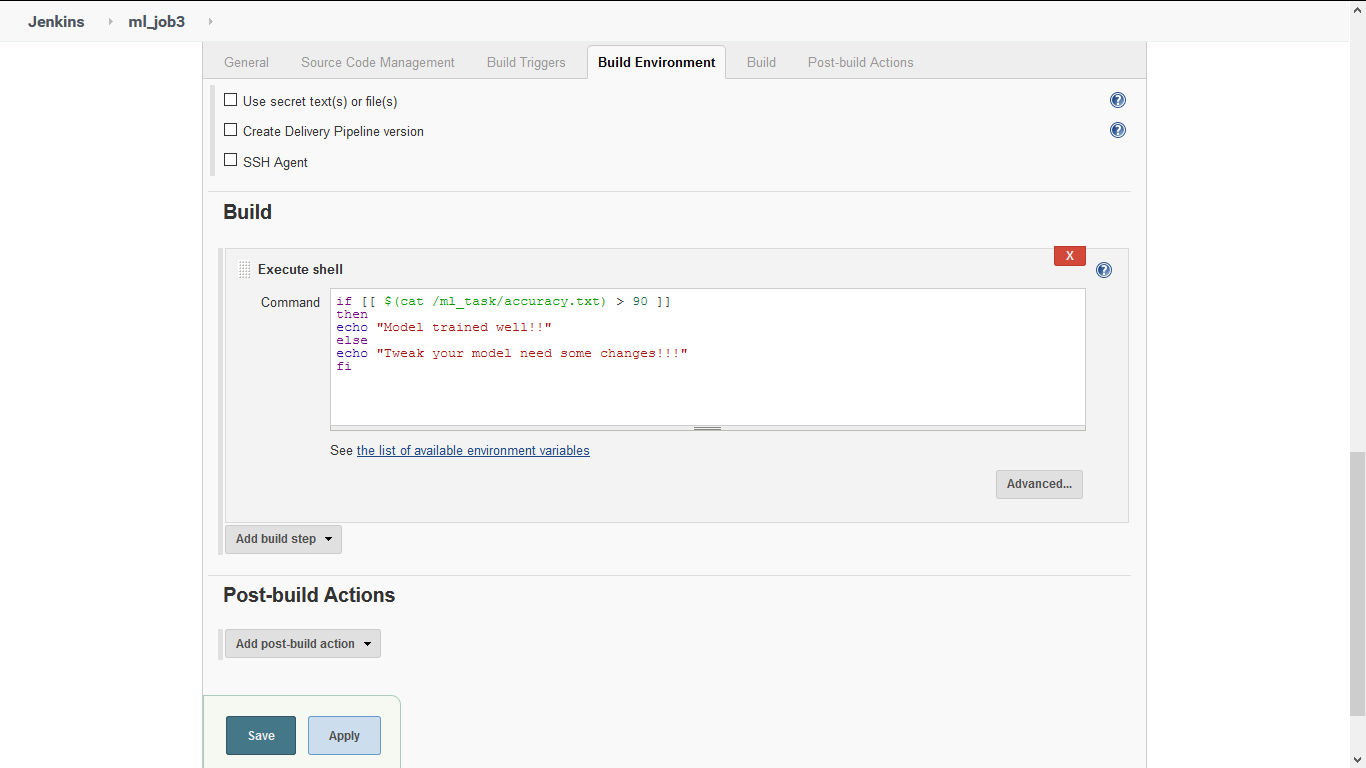 Jenkins ml_job3
General Source Code Management Build Triggers Build Environment Build Post-build Actions
Use secret text(s) or file(s)
Create Delivery Pipeline version
SSH Agent
Build
X
Execute shell
Command
if [[ $(cat /ml_task/accuracy.txt) > 90 ]]
then
echo "Model trained well!!"
else
echo "Tweak your model need some changes!!!"
fi
See the list of available environment variables
Advanced...
Add build step
Post-build Actions
Add post-build action
Save Apply